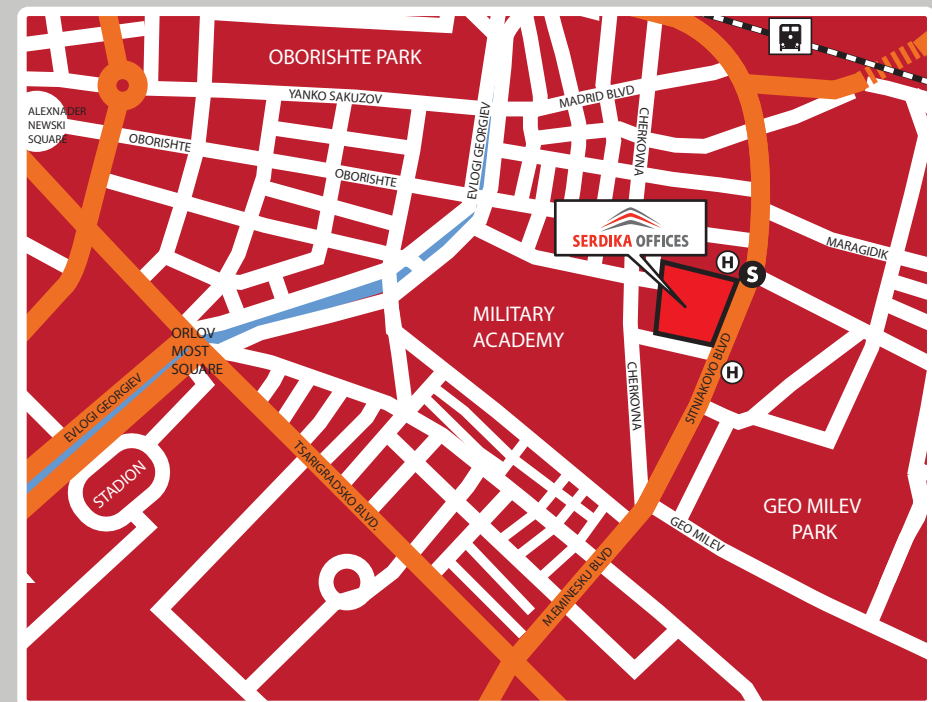 OBORISHTE PARK
YANKO SAKUZOV
MADRID BLVD
ALEXNADER
NEWSKI
SQUARE
OBORISHTE
OBORISHTE
EVLOGI GEORGIEV
CHERKOVNA
SERDIKA OFFICES
MARAGIDIK
H
S
MILITARY
ACADEMY
ORLOV
MOST
SQUARE
H
SITNIAKOVO BLVD
CHERKOVNA
EVLOGI GEORGIEV
STADION
TSARIGRADSKO BLVD.
GEO MILEV
PARK
GEO MILEV
M.EMINESKU BLVD